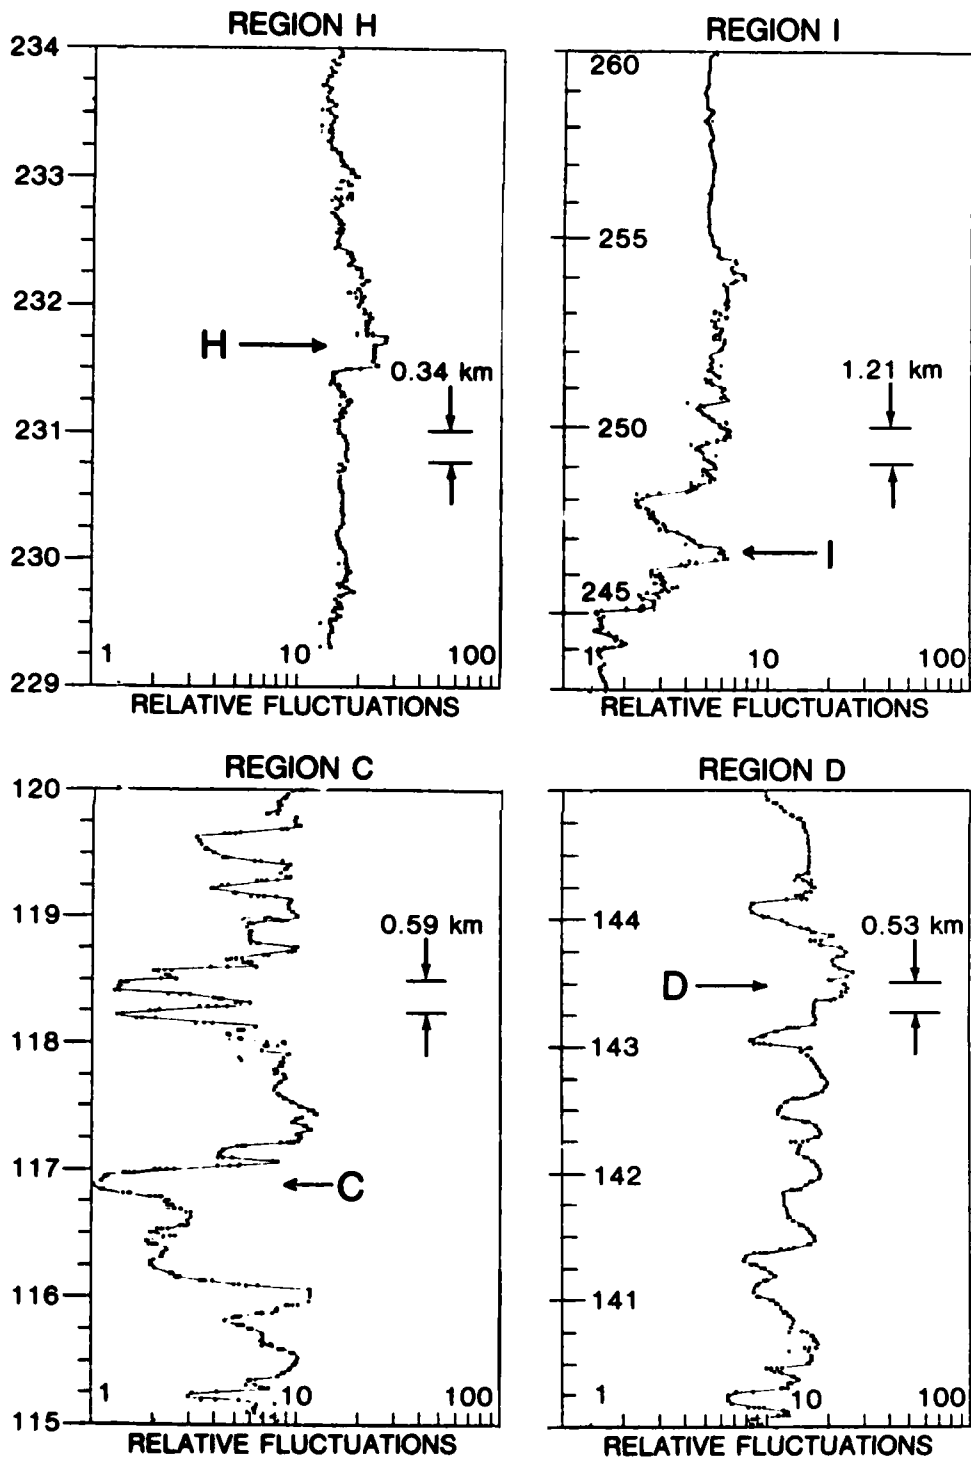 REGION H
234
233
232
231
230
229
H
0.34 km
1 10 100
RELATIVE FLUCTUATIONS
REGION I
260
255
250
245
1.21 km
I
1 10 100
RELATIVE FLUCTUATIONS
REGION C
120
119
118
117
116
115
0.59 km
C
1 10 100
RELATIVE FLUCTUATIONS
REGION D
144
143
142
141
0.53 km
D
1 10 100
RELATIVE FLUCTUATIONS